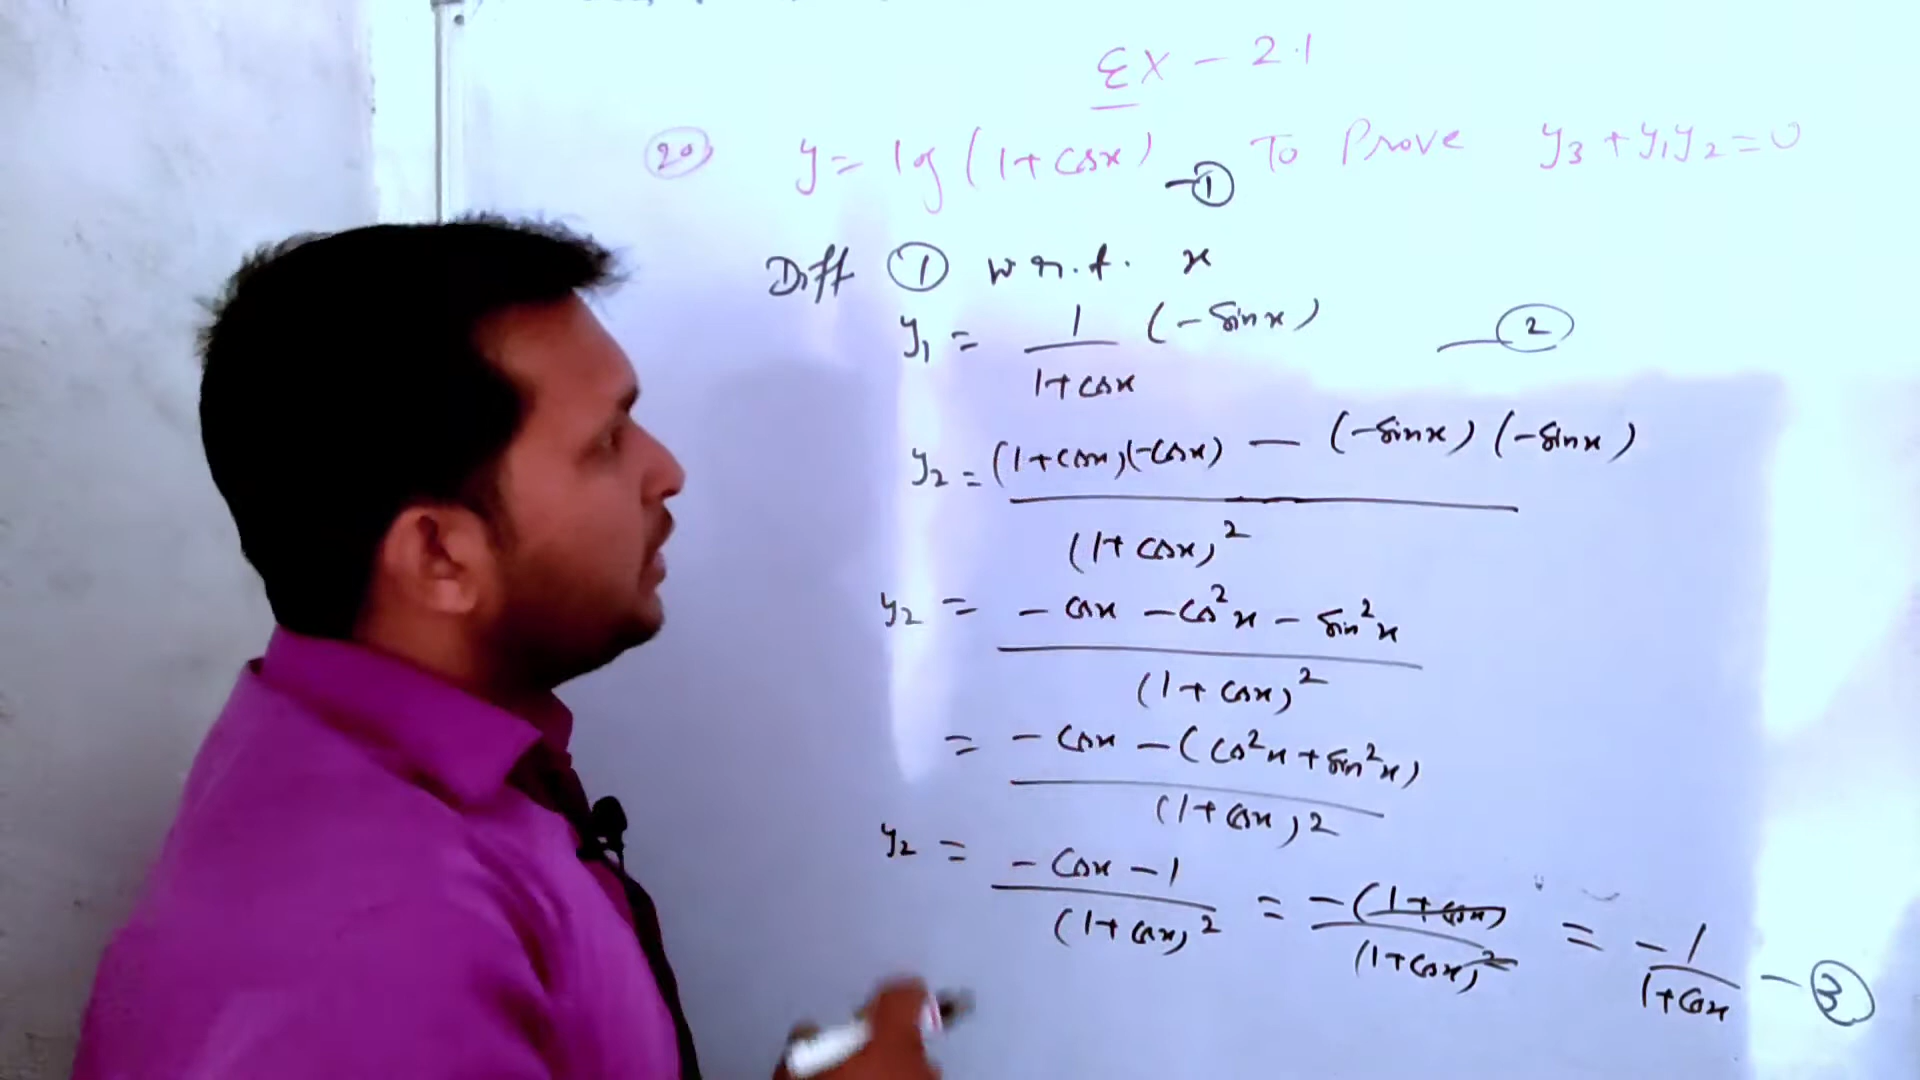 Ex - 2.1
20) y = log (1+cosx) -① To Prove y₃ + y₁y₂ = 0
Diff ① w.r.t. x
y₁ = 1/(1+cosx) (-sinx) —②
y₂ = ((1+cosx)(-cosx) — (-sinx)(-sinx))/(1+cosx)²
y₂ = (-cosx - cos²x - sin²x)/(1+cosx)²
= (-cosx - (cos²x + sin²x))/(1+cosx)²
y₂ = (-cosx - 1)/(1+cosx)² = -(1+cosx)/(1+cosx)² = -1/(1+cosx) - ③